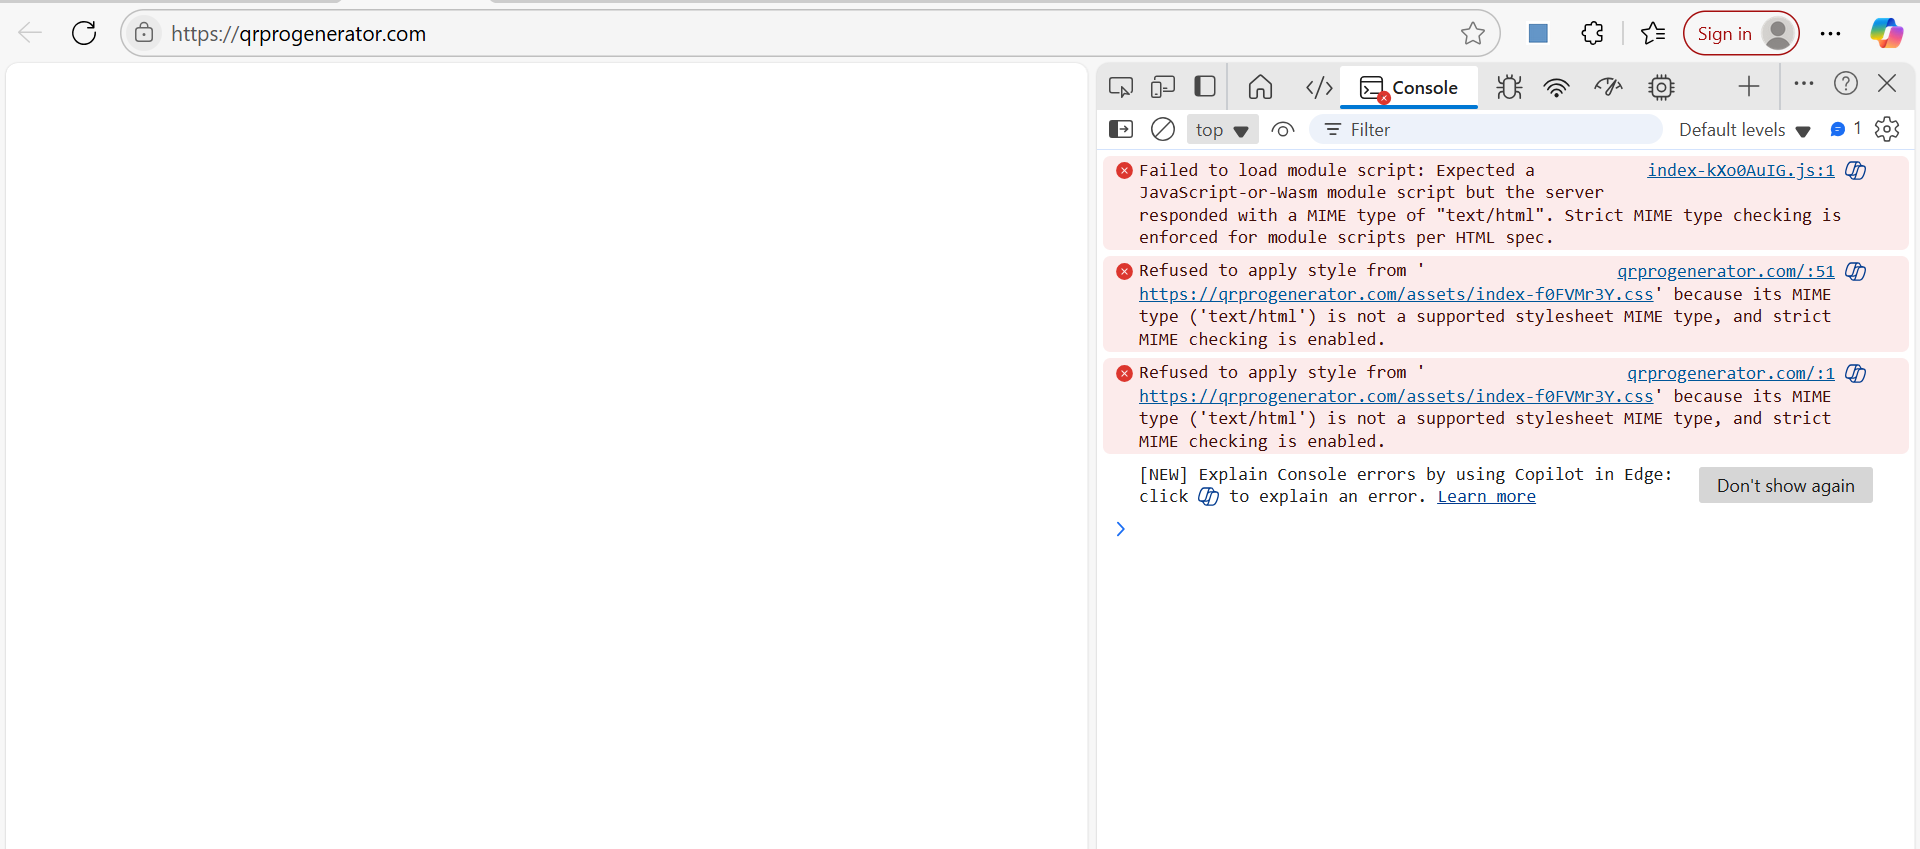 https://qrprogenerator.com
Sign in
Console
top
Filter
Default levels
1
Failed to load module script: Expected a index-kXo0AuIG.js:1
JavaScript-or-Wasm module script but the server
responded with a MIME type of "text/html". Strict MIME type checking is
enforced for module scripts per HTML spec.
Refused to apply style from ' qrprogenerator.com/:51
https://qrprogenerator.com/assets/index-f0FVMr3Y.css' because its MIME
type ('text/html') is not a supported stylesheet MIME type, and strict
MIME checking is enabled.
Refused to apply style from ' qrprogenerator.com/:1
https://qrprogenerator.com/assets/index-f0FVMr3Y.css' because its MIME
type ('text/html') is not a supported stylesheet MIME type, and strict
MIME checking is enabled.
[NEW] Explain Console errors by using Copilot in Edge:
click to explain an error. Learn more
Don't show again